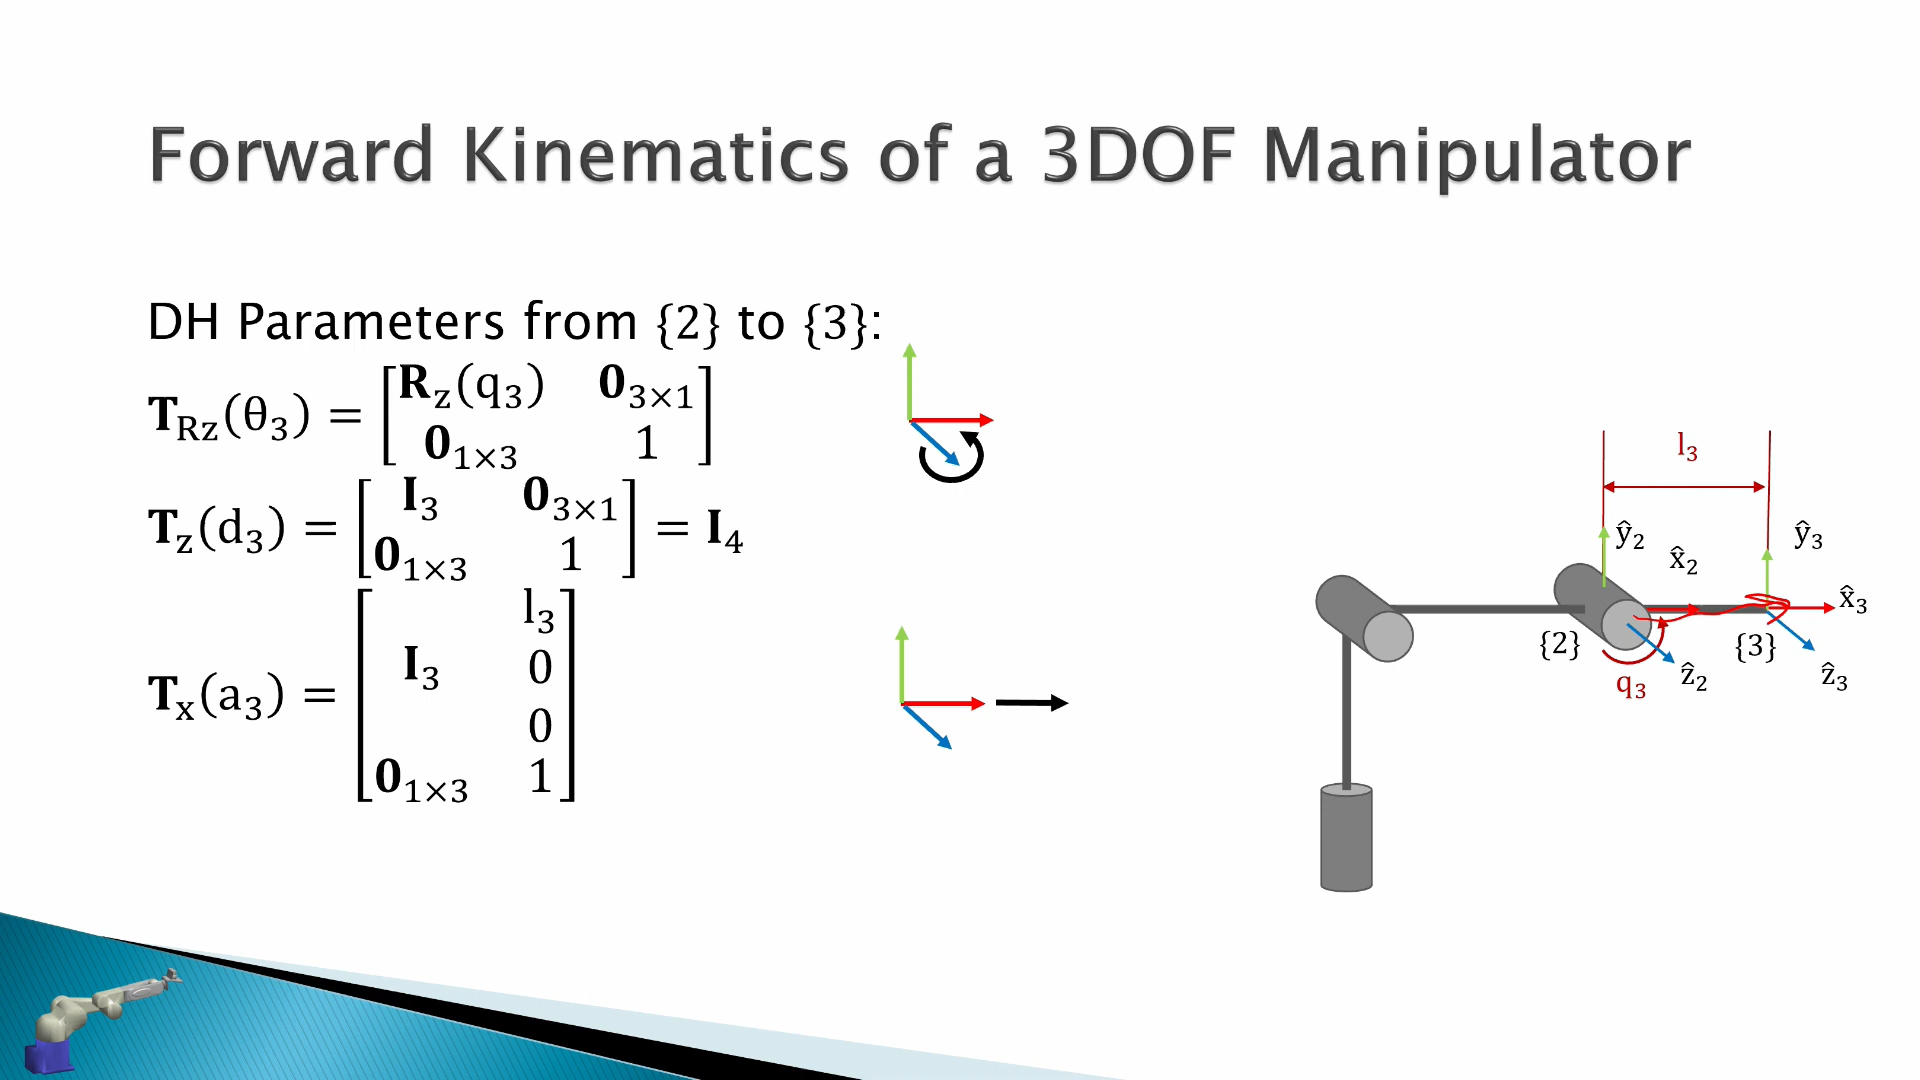 Forward Kinematics of a 3DOF Manipulator
DH Parameters from {2} to {3}:
T_Rz(θ_3) = [R_z(q_3) 0_3×1
0_1×3 1]
T_z(d_3) = [I_3 0_3×1
0_1×3 1] = I_4
T_x(a_3) = [I_3 l_3
0
0
0_1×3 1]
l_3
ŷ_2
x̂_2
ŷ_3
x̂_3
{2}
{3}
q_3
ẑ_2
ẑ_3